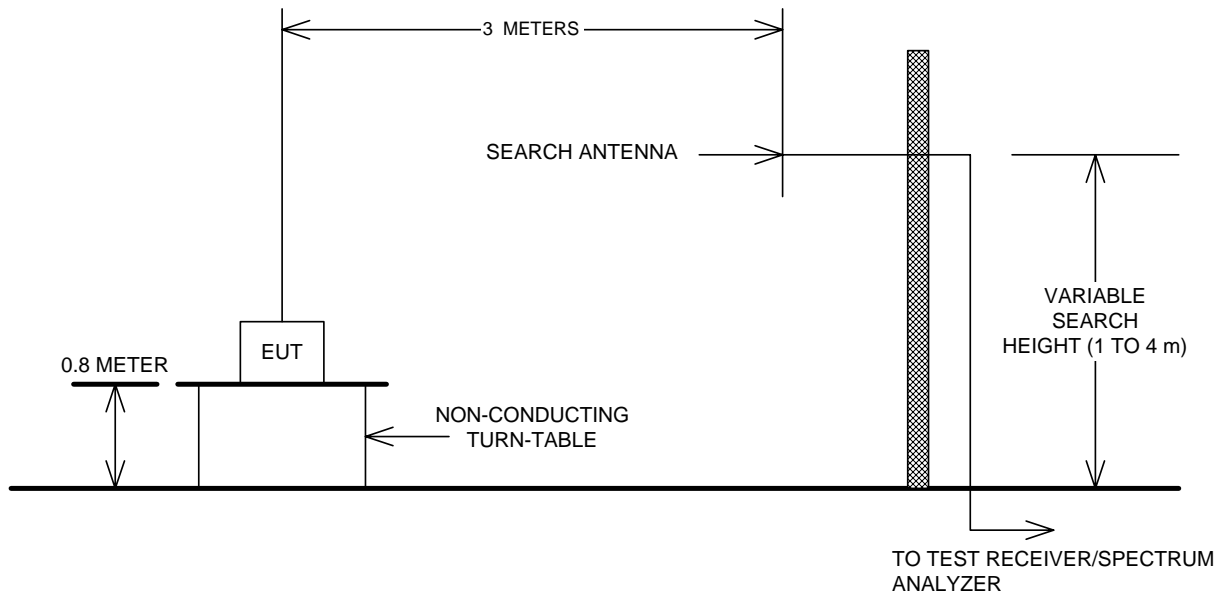 3 METERS
SEARCH ANTENNA
VARIABLE
SEARCH
HEIGHT (1 TO 4 m)
EUT
0.8 METER
NON-CONDUCTING
TURN-TABLE
TO TEST RECEIVER/SPECTRUM
ANALYZER